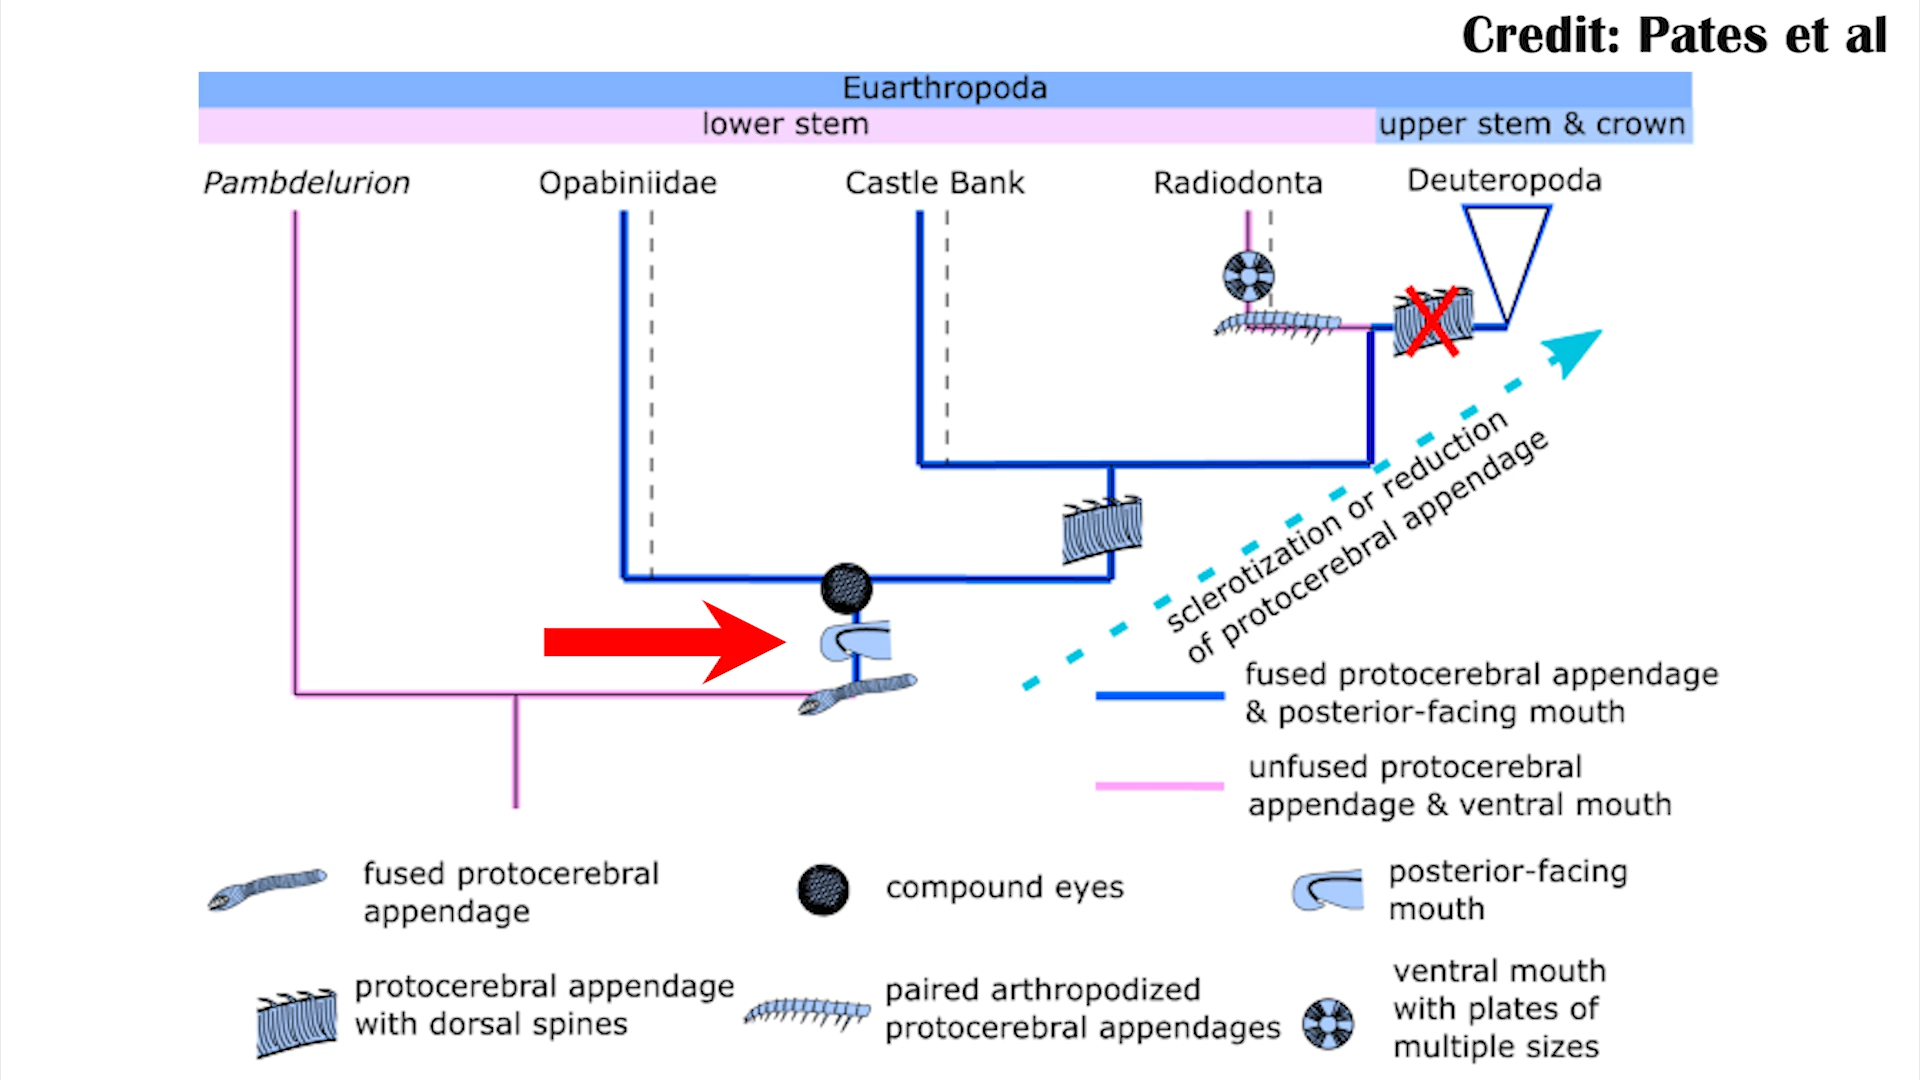 Credit: Pates et al
Euarthropoda
lower stem
upper stem & crown
Pambdelurion
Opabiniidae
Castle Bank
Radiodonta
Deuteropoda
sclerotization or reduction
of protocerebral appendage
fused protocerebral appendage
& posterior-facing mouth
unfused protocerebral
appendage & ventral mouth
fused protocerebral
appendage
compound eyes
posterior-facing
mouth
protocerebral appendage
with dorsal spines
paired arthropodized
protocerebral appendages
ventral mouth
with plates of
multiple sizes